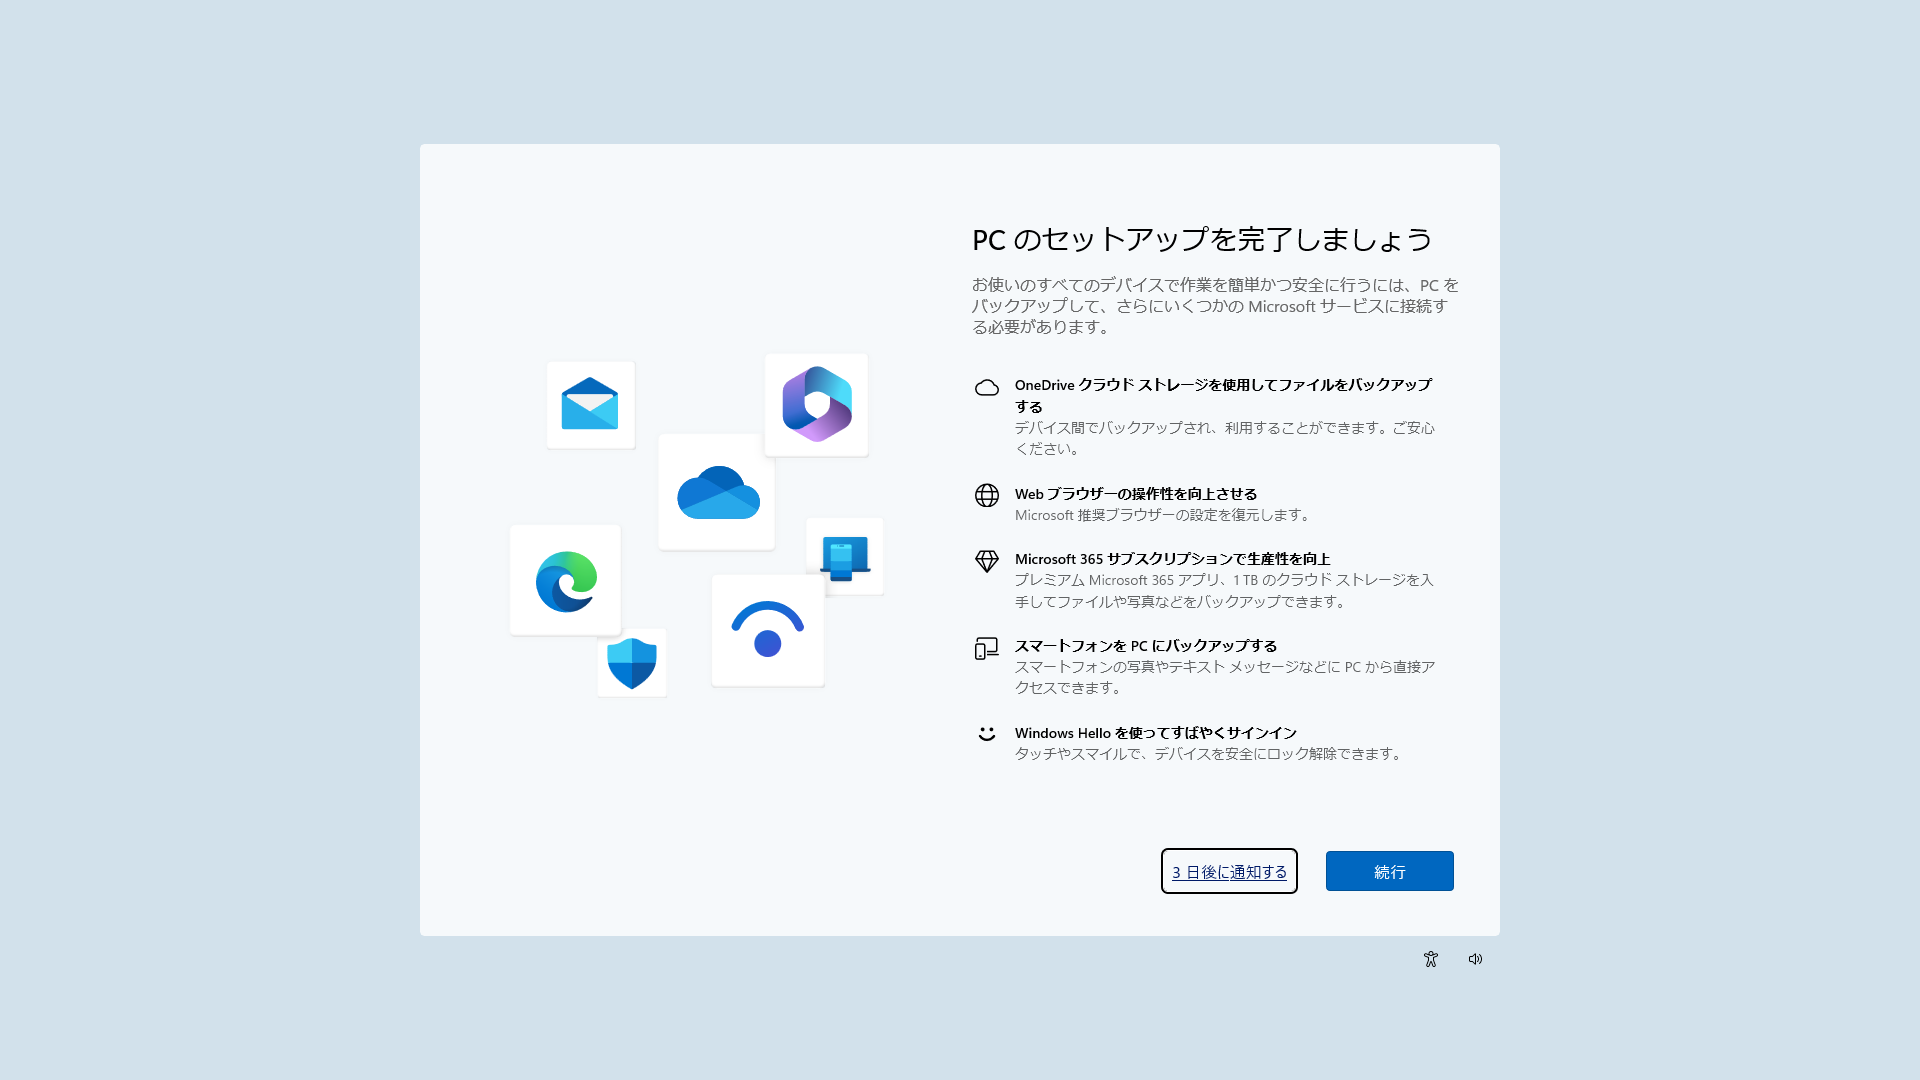 PC のセットアップを完了しましょう
お使いのすべてのデバイスで作業を簡単かつ安全に行うには、PC を
バックアップして、さらにいくつかの Microsoft サービスに接続す
る必要があります。
OneDrive クラウド ストレージを使用してファイルをバックアップ
する
デバイス間でバックアップされ、利用することができます。ご安心
ください。
Web ブラウザーの操作性を向上させる
Microsoft 推奨ブラウザーの設定を復元します。
Microsoft 365 サブスクリプションで生産性を向上
プレミアム Microsoft 365 アプリ、1 TB のクラウド ストレージを入
手してファイルや写真などをバックアップできます。
スマートフォンを PC にバックアップする
スマートフォンの写真やテキスト メッセージなどに PC から直接ア
クセスできます。
Windows Hello を使ってすばやくサインイン
タッチやスマイルで、デバイスを安全にロック解除できます。
3 日後に通知する
続行